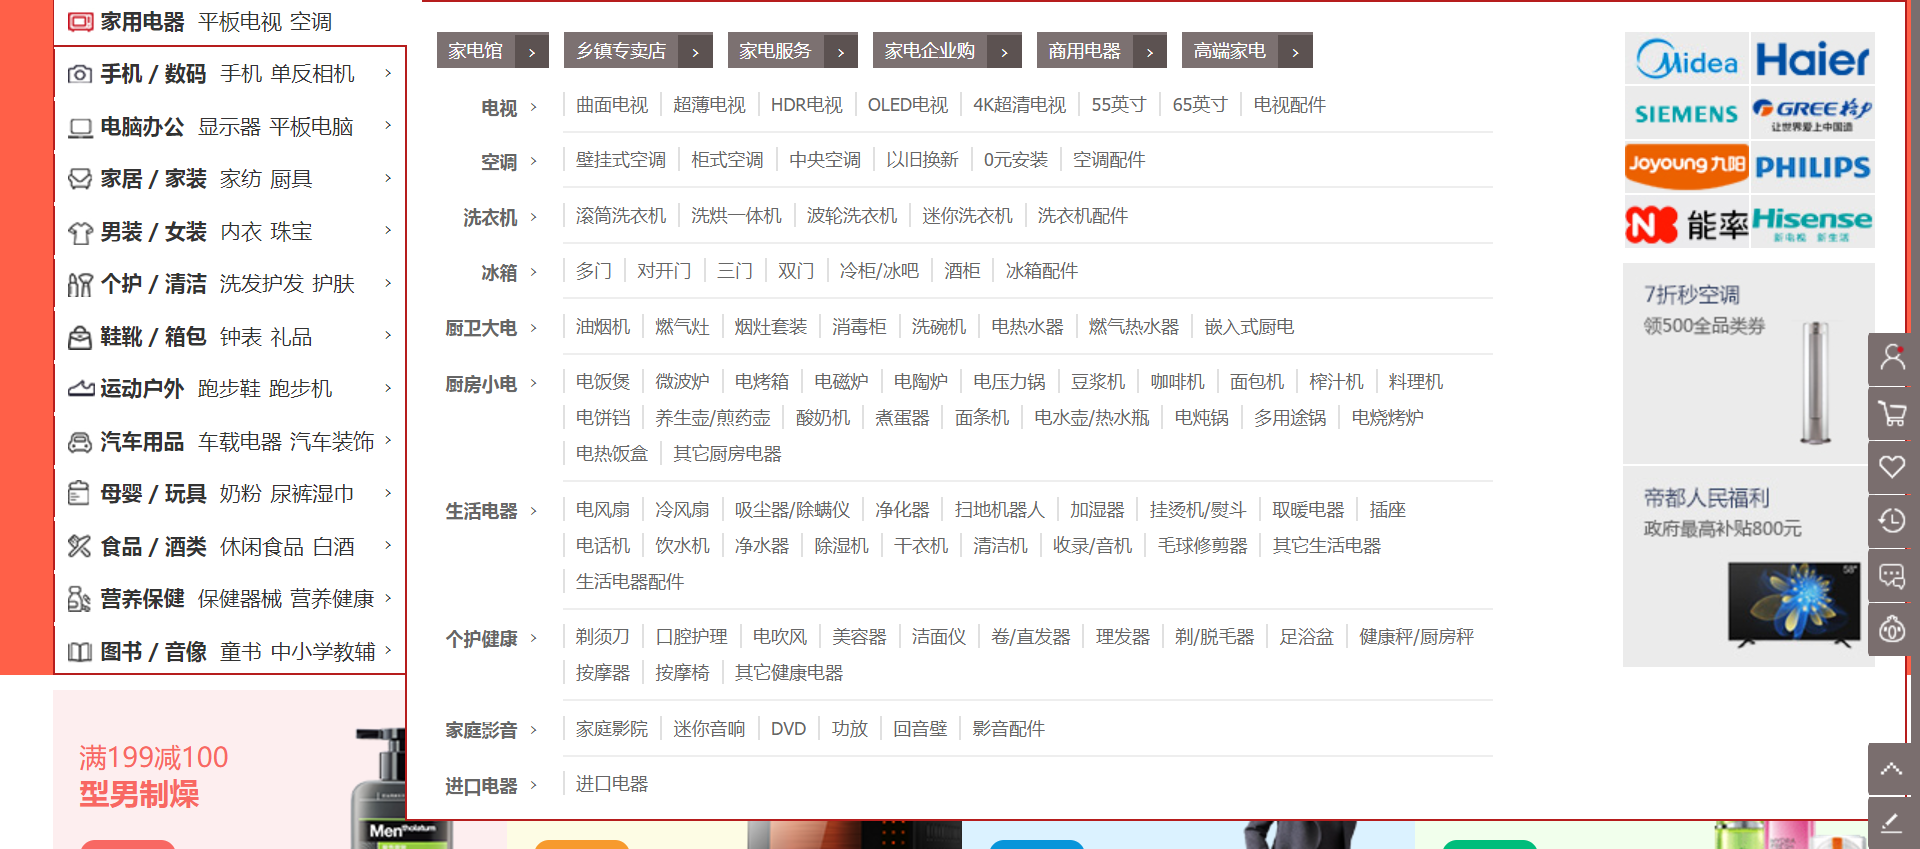 家用电器 平板电视 空调
手机 / 数码 手机 单反相机 >
电脑办公 显示器 平板电脑 >
家居 / 家装 家纺 厨具 >
男装 / 女装 内衣 珠宝 >
个护 / 清洁 洗发护发 护肤 >
鞋靴 / 箱包 钟表 礼品 >
运动户外 跑步鞋 跑步机 >
汽车用品 车载电器 汽车装饰 >
母婴 / 玩具 奶粉 尿裤湿巾 >
食品 / 酒类 休闲食品 白酒 >
营养保健 保健器械 营养健康 >
图书 / 音像 童书 中小学教辅 >
家电馆 > 乡镇专卖店 > 家电服务 > 家电企业购 > 商用电器 > 高端家电 >
电视 > 曲面电视 超薄电视 HDR电视 OLED电视 4K超清电视 55英寸 65英寸 电视配件
空调 > 壁挂式空调 柜式空调 中央空调 以旧换新 0元安装 空调配件
洗衣机 > 滚筒洗衣机 洗烘一体机 波轮洗衣机 迷你洗衣机 洗衣机配件
冰箱 > 多门 对开门 三门 双门 冷柜/冰吧 酒柜 冰箱配件
厨卫大电 > 油烟机 燃气灶 烟灶套装 消毒柜 洗碗机 电热水器 燃气热水器 嵌入式厨电
厨房小电 > 电饭煲 微波炉 电烤箱 电磁炉 电陶炉 电压力锅 豆浆机 咖啡机 面包机 榨汁机 料理机
电饼铛 养生壶/煎药壶 酸奶机 煮蛋器 面条机 电水壶/热水瓶 电炖锅 多用途锅 电烧烤炉
电热饭盒 其它厨房电器
生活电器 > 电风扇 冷风扇 吸尘器/除螨仪 净化器 扫地机器人 加湿器 挂烫机/熨斗 取暖电器 插座
电话机 饮水机 净水器 除湿机 干衣机 清洁机 收录/音机 毛球修剪器 其它生活电器
生活电器配件
个护健康 > 剃须刀 口腔护理 电吹风 美容器 洁面仪 卷/直发器 理发器 剃/脱毛器 足浴盆 健康秤/厨房秤
按摩器 按摩椅 其它健康电器
家庭影音 > 家庭影院 迷你音响 DVD 功放 回音壁 影音配件
进口电器 > 进口电器
Midea Haier
SIEMENS GREE格力
让世界爱上中国造
Joyoung九阳 PHILIPS
N 能率 Hisense
新电视 新生活
7折秒空调
领500全品类券
帝都人民福利
政府最高补贴800元
58"
满199减100
型男制燥
Mentholatum